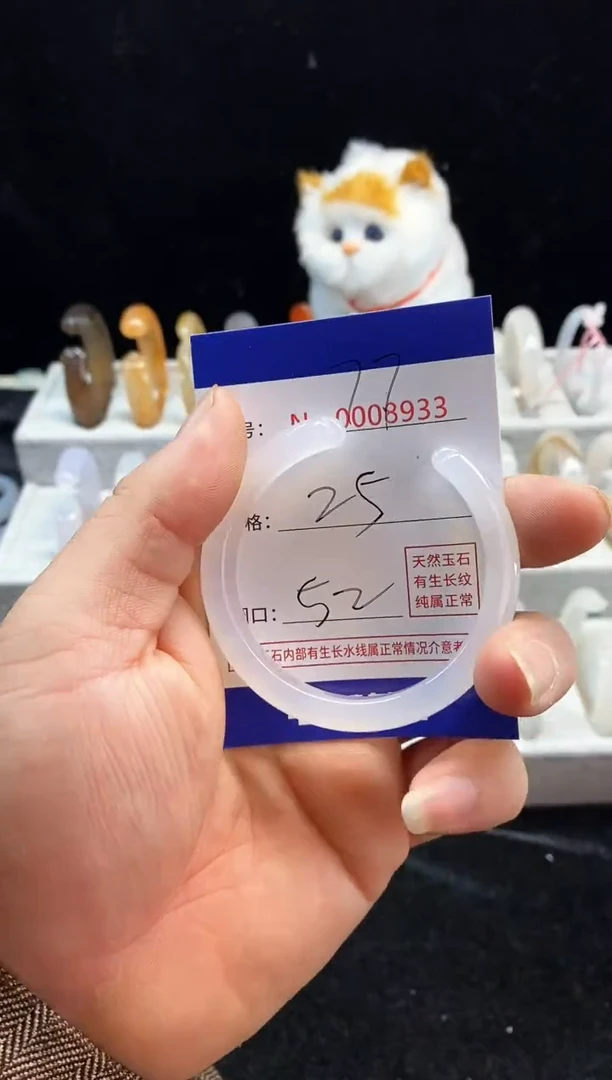 77
号： No 0008933
格： 25
口： 52
天然玉石
有生长纹
纯属正常
石内部有生长水线属正常情况介意者